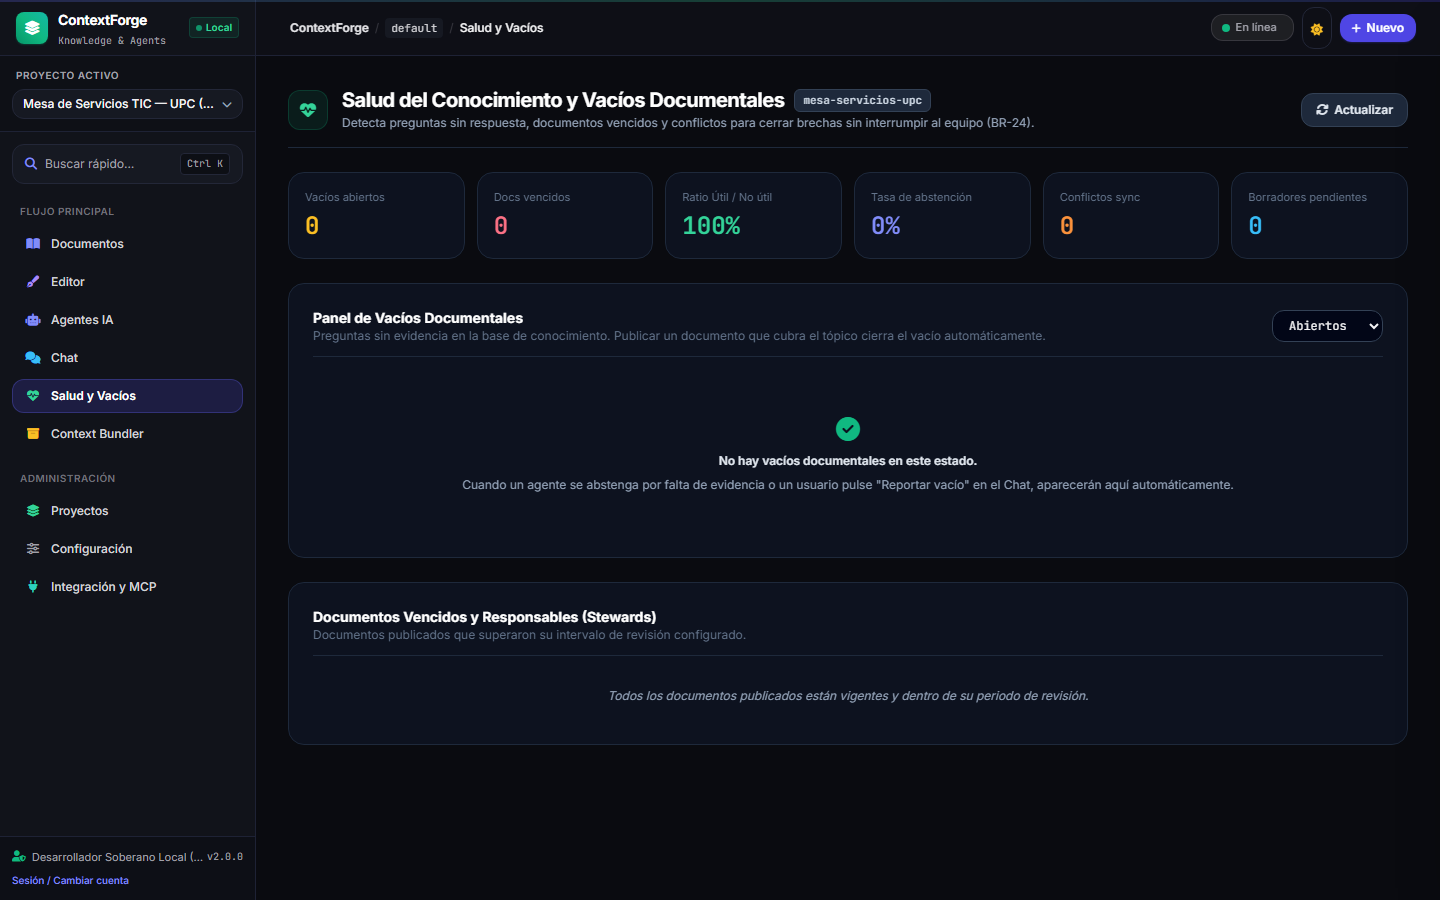 ContextForge
Knowledge & Agents
Local
PROYECTO ACTIVO
Mesa de Servicios TIC — UPC (...
Buscar rápido...
Ctrl K
FLUJO PRINCIPAL
Documentos
Editor
Agentes IA
Chat
Salud y Vacíos
Context Bundler
ADMINISTRACIÓN
Proyectos
Configuración
Integración y MCP
Desarrollador Soberano Local (... v2.0.0
Sesión / Cambiar cuenta
ContextForge / default / Salud y Vacíos
En línea
+ Nuevo
Salud del Conocimiento y Vacíos Documentales mesa-servicios-upc
Detecta preguntas sin respuesta, documentos vencidos y conflictos para cerrar brechas sin interrumpir al equipo (BR-24).
Actualizar
Vacíos abiertos
0
Docs vencidos
0
Ratio Útil / No útil
100%
Tasa de abstención
0%
Conflictos sync
0
Borradores pendientes
0
Panel de Vacíos Documentales
Preguntas sin evidencia en la base de conocimiento. Publicar un documento que cubra el tópico cierra el vacío automáticamente.
Abiertos
No hay vacíos documentales en este estado.
Cuando un agente se abstenga por falta de evidencia o un usuario pulse "Reportar vacío" en el Chat, aparecerán aquí automáticamente.
Documentos Vencidos y Responsables (Stewards)
Documentos publicados que superaron su intervalo de revisión configurado.
Todos los documentos publicados están vigentes y dentro de su periodo de revisión.